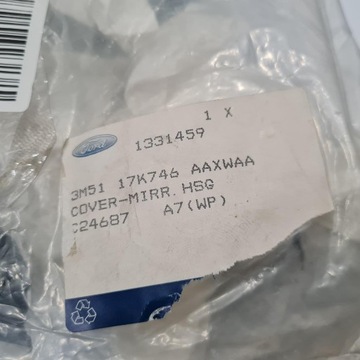 1 X
Ford 1331459
3M51 17K746 AAXWAA
COVER-MIRR.HSG
C24687 A7(WP)